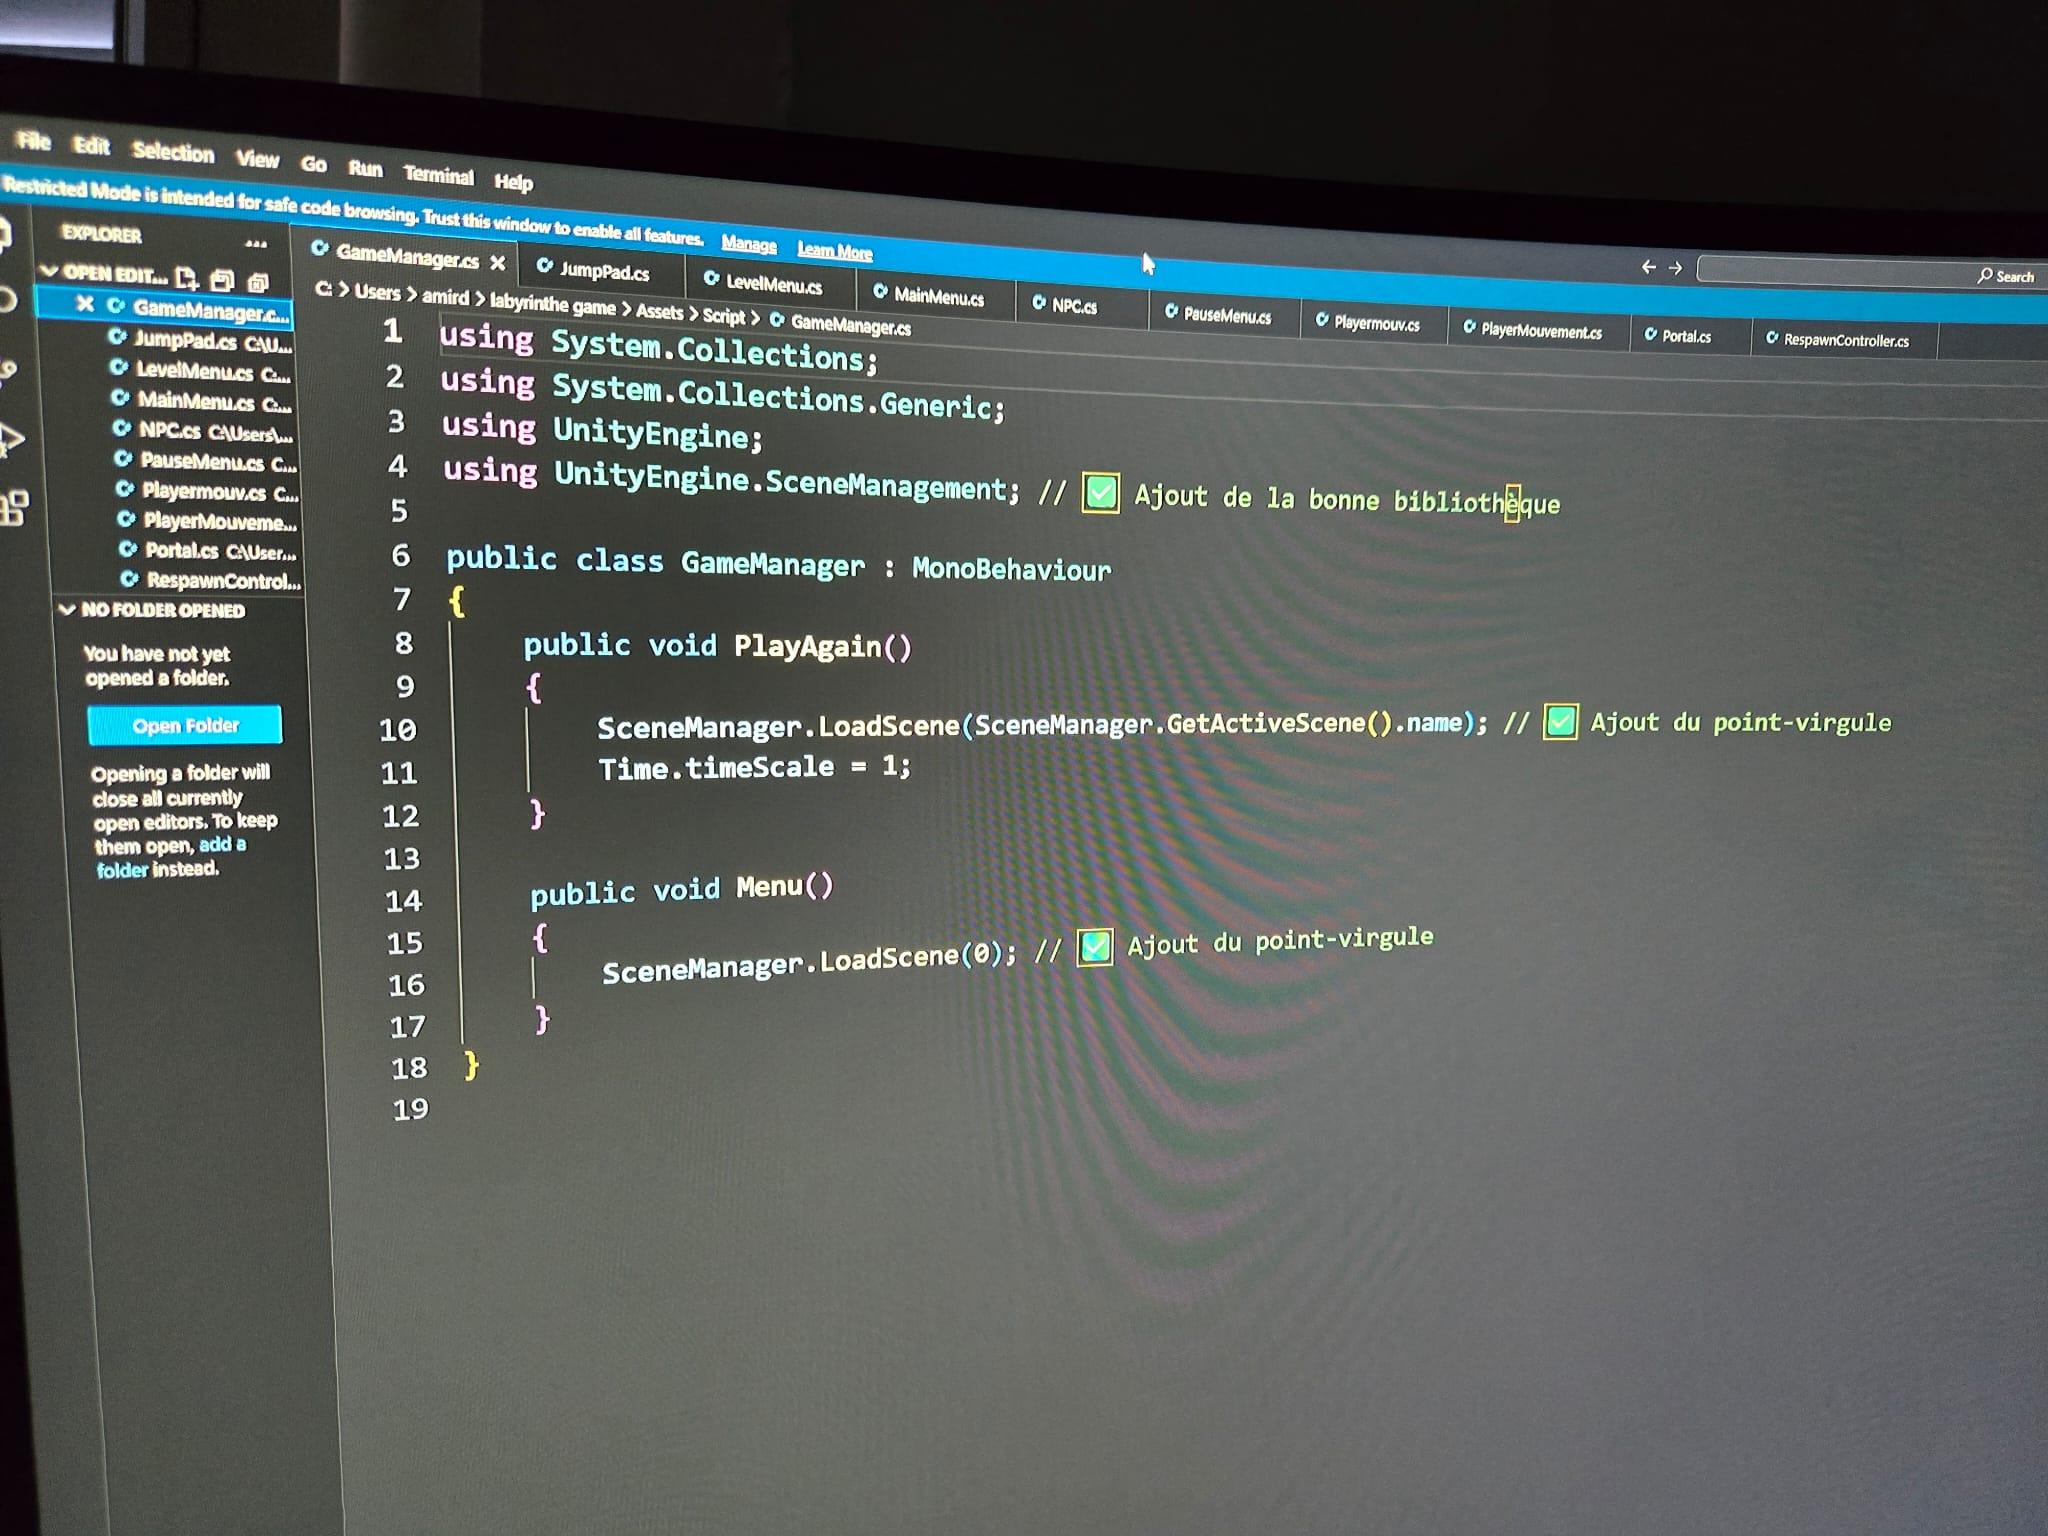 File Edit Selection View Go Run Terminal Help
← → Search
Restricted Mode is intended for safe code browsing. Trust this window to enable all features. Manage Learn More
EXPLORER ...
OPEN EDIT...
GameManager.c...
JumpPad.cs C:\U...
LevelMenu.cs C:...
MainMenu.cs C:...
NPC.cs C:\Users\...
PauseMenu.cs C...
Playermouv.cs C...
PlayerMouveme...
Portal.cs C:\User...
RespawnControl...
NO FOLDER OPENED
You have not yet
opened a folder.
Open Folder
Opening a folder will
close all currently
open editors. To keep
them open, add a
folder instead.
GameManager.cs JumpPad.cs LevelMenu.cs MainMenu.cs NPC.cs PauseMenu.cs Playermouv.cs PlayerMouvement.cs Portal.cs RespawnController.cs
C: > Users > amird > labyrinthe game > Assets > Script > GameManager.cs
1 using System.Collections;
2 using System.Collections.Generic;
3 using UnityEngine;
4 using UnityEngine.SceneManagement; // ✅ Ajout de la bonne bibliothèque
5
6 public class GameManager : MonoBehaviour
7 {
8 public void PlayAgain()
9 {
10 SceneManager.LoadScene(SceneManager.GetActiveScene().name); // ✅ Ajout du point-virgule
11 Time.timeScale = 1;
12 }
13
14 public void Menu()
15 {
16 SceneManager.LoadScene(0); // ✅ Ajout du point-virgule
17 }
18 }
19